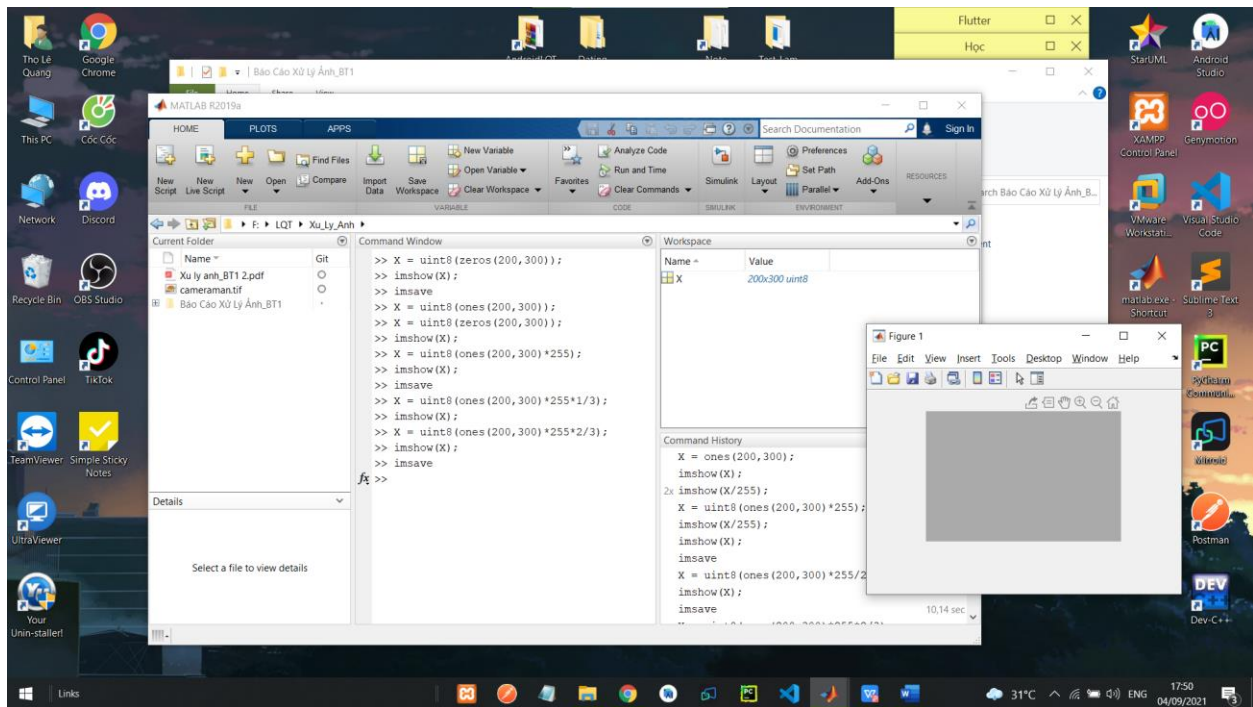 Flutter
Học
Tho Lê
Quang
Google
Chrome
This PC
Cốc Cốc
Network
Discord
Recycle Bin
OBS Studio
Control Panel
TikTok
TeamViewer
Simple Sticky
Notes
UltraViewer
Your
Unin-staller!
Báo Cáo Xử Lý Ảnh_BT1
MATLAB R2019a
HOME
PLOTS
APPS
Search Documentation
Sign In
New
Script
New
Live Script
New
Open
Find Files
Compare
Import
Data
Save
Workspace
New Variable
Open Variable
Clear Workspace
Favorites
Analyze Code
Run and Time
Clear Commands
Simulink
Layout
Preferences
Set Path
Parallel
Add-Ons
RESOURCES
FILE
VARIABLE
CODE
SIMULINK
ENVIRONMENT
F: LQT Xu_Ly_Anh
Current Folder
Name
Git
Xu ly anh_BT1 2.pdf
cameraman.tif
Báo Cáo Xử Lý Ảnh_BT1
Details
Select a file to view details
Command Window
>> X = uint8(zeros(200,300));
>> imshow(X);
>> imsave
>> X = uint8(ones(200,300));
>> X = uint8(zeros(200,300));
>> imshow(X);
>> X = uint8(ones(200,300)*255);
>> imshow(X);
>> imsave
>> X = uint8(ones(200,300)*255*1/3);
>> imshow(X);
>> X = uint8(ones(200,300)*255*2/3);
>> imshow(X);
>> imsave
fx >>
Workspace
Name
Value
X
200x300 uint8
Command History
X = ones(200,300);
imshow(X);
2x imshow(X/255);
X = uint8(ones(200,300)*255);
imshow(X/255);
imshow(X);
imsave
X = uint8(ones(200,300)*255/2
imshow(X);
imsave
10,14 sec
Figure 1
File Edit View Insert Tools Desktop Window Help
arch Báo Cáo Xử Lý Ảnh_B...
StarUML
Android
Studio
XAMPP
Control Panel
Genymotion
VMware
Workstati...
Visual Studio
Code
matlab.exe -
Shortcut
Sublime Text
3
PyCharm
Communi...
Postman
Dev-C++
Links
31°C
ENG
17:50
04/09/2021